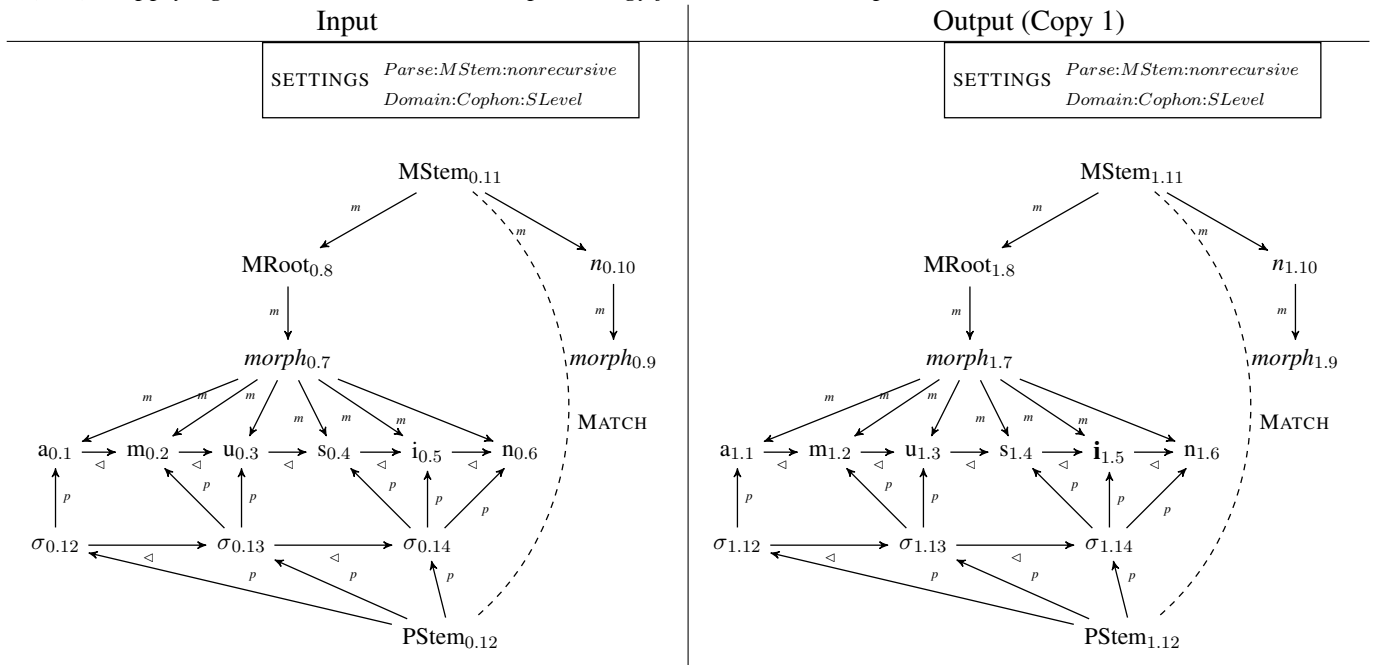 Input Output (Copy 1)
SETTINGS Parse:MStem:nonrecursive SETTINGS Parse:MStem:nonrecursive
Domain:Cophon:SLevel Domain:Cophon:SLevel
MStem0.11 MStem1.11
m m m m
MRoot0.8 n0.10 MRoot1.8 n1.10
m m m m
morph0.7 morph0.9 morph1.7 morph1.9
m m m m m m m m m m
MATCH MATCH
a0.1 ◁ m0.2 ◁ u0.3 ◁ s0.4 ◁ i0.5 ◁ n0.6 a1.1 ◁ m1.2 ◁ u1.3 ◁ s1.4 ◁ i1.5 ◁ n1.6
p p p p p p p p p p p p
σ0.12 ◁ σ0.13 ◁ σ0.14 σ1.12 ◁ σ1.13 ◁ σ1.14
p p p p p p
PStem0.12 PStem1.12